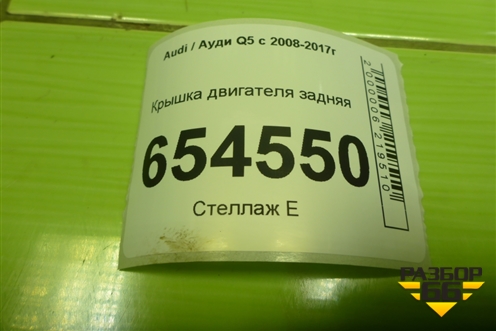 Audi / Ауди Q5 с 2008-2017г
Крышка двигателя задняя
654550
Стеллаж Е
2000006219510
РАЗБОР
66